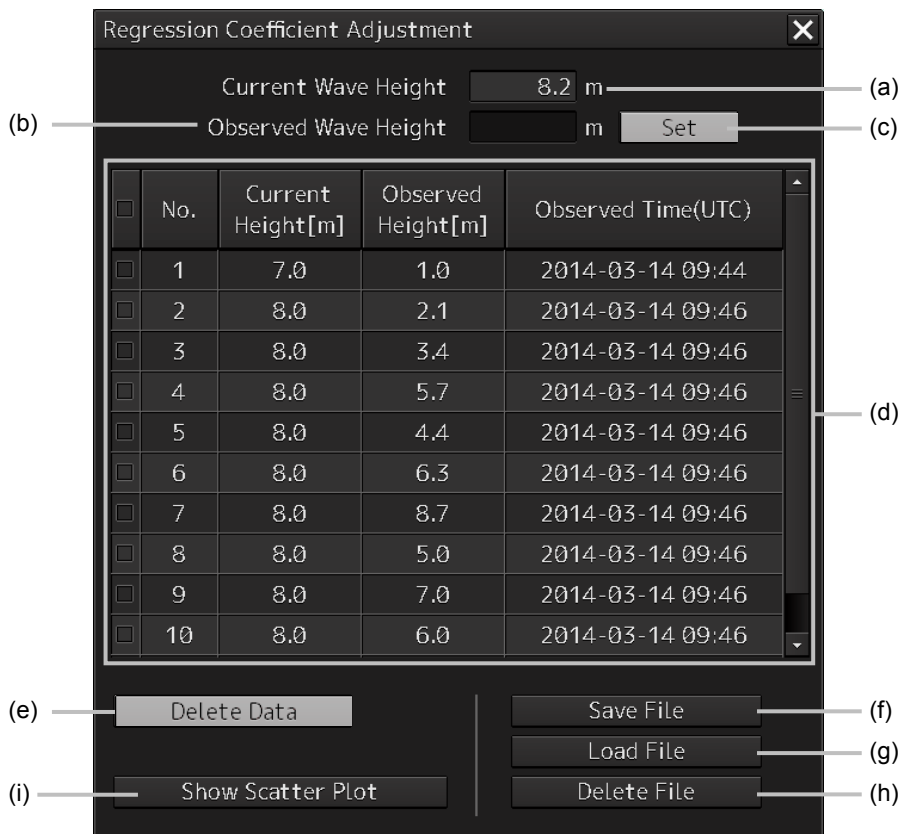 Regression Coefficient Adjustment
Current Wave Height 8.2 m (a)
(b) Observed Wave Height m Set (c)
No. Current Height[m] Observed Height[m] Observed Time(UTC)
1 7.0 1.0 2014-03-14 09:44
2 8.0 2.1 2014-03-14 09:46
3 8.0 3.4 2014-03-14 09:46
4 8.0 5.7 2014-03-14 09:46
(d)
5 8.0 4.4 2014-03-14 09:46
6 8.0 6.3 2014-03-14 09:46
7 8.0 8.7 2014-03-14 09:46
8 8.0 5.0 2014-03-14 09:46
9 8.0 7.0 2014-03-14 09:46
10 8.0 6.0 2014-03-14 09:46
(e) Delete Data Save File (f)
Load File (g)
(i) Show Scatter Plot Delete File (h)